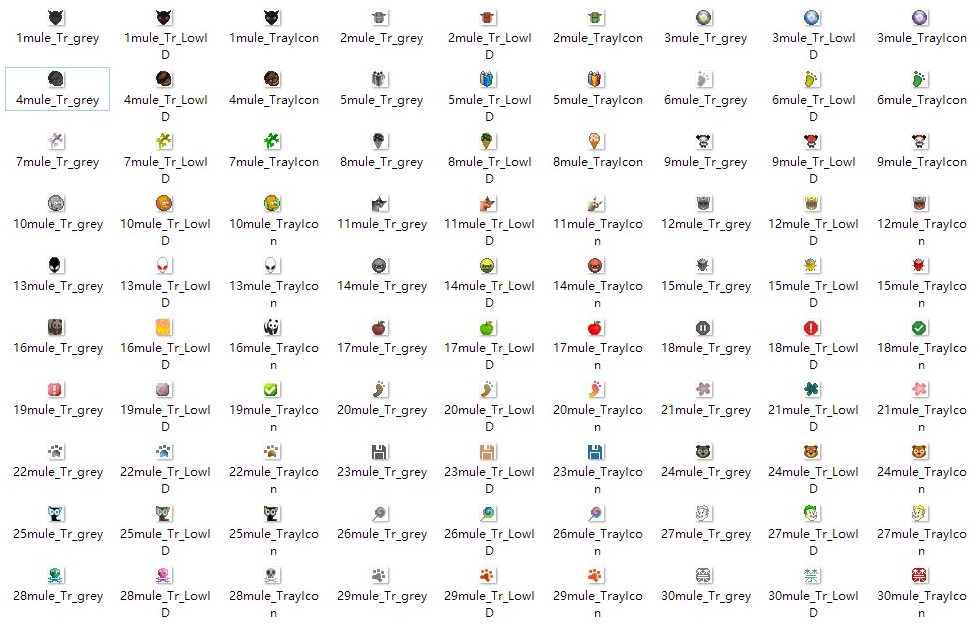 1mule_Tr_grey 1mule_Tr_LowI 1mule_TrayIcon 2mule_Tr_grey 2mule_Tr_LowI 2mule_TrayIcon 3mule_Tr_grey 3mule_Tr_LowI 3mule_TrayIcon
D D D
4mule_Tr_grey 4mule_Tr_LowI 4mule_TrayIcon 5mule_Tr_grey 5mule_Tr_LowI 5mule_TrayIcon 6mule_Tr_grey 6mule_Tr_LowI 6mule_TrayIcon
D D D
7mule_Tr_grey 7mule_Tr_LowI 7mule_TrayIcon 8mule_Tr_grey 8mule_Tr_LowI 8mule_TrayIcon 9mule_Tr_grey 9mule_Tr_LowI 9mule_TrayIcon
D D D
10mule_Tr_grey 10mule_Tr_LowI 10mule_TrayIco 11mule_Tr_grey 11mule_Tr_LowI 11mule_TrayIco 12mule_Tr_grey 12mule_Tr_LowI 12mule_TrayIco
D n D n D n
13mule_Tr_grey 13mule_Tr_LowI 13mule_TrayIco 14mule_Tr_grey 14mule_Tr_LowI 14mule_TrayIco 15mule_Tr_grey 15mule_Tr_LowI 15mule_TrayIco
D n D n D n
16mule_Tr_grey 16mule_Tr_LowI 16mule_TrayIco 17mule_Tr_grey 17mule_Tr_LowI 17mule_TrayIco 18mule_Tr_grey 18mule_Tr_LowI 18mule_TrayIco
D n D n D n
19mule_Tr_grey 19mule_Tr_LowI 19mule_TrayIco 20mule_Tr_grey 20mule_Tr_LowI 20mule_TrayIco 21mule_Tr_grey 21mule_Tr_LowI 21mule_TrayIco
D n D n D n
22mule_Tr_grey 22mule_Tr_LowI 22mule_TrayIco 23mule_Tr_grey 23mule_Tr_LowI 23mule_TrayIco 24mule_Tr_grey 24mule_Tr_LowI 24mule_TrayIco
D n D n D n
25mule_Tr_grey 25mule_Tr_LowI 25mule_TrayIco 26mule_Tr_grey 26mule_Tr_LowI 26mule_TrayIco 27mule_Tr_grey 27mule_Tr_LowI 27mule_TrayIco
D n D n D n
禁 禁 禁
28mule_Tr_grey 28mule_Tr_LowI 28mule_TrayIco 29mule_Tr_grey 29mule_Tr_LowI 29mule_TrayIco 30mule_Tr_grey 30mule_Tr_LowI 30mule_TrayIco
D n D n D n